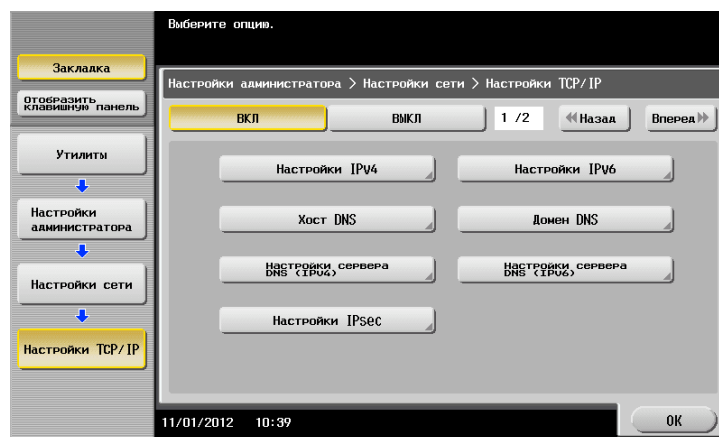 Выберите опцию.
Закладка
Отобразить
клавишную панель
Утилиты
Настройки
администратора
Настройки сети
Настройки TCP/IP
Настройки администратора > Настройки сети > Настройки TCP/IP
ВКЛ
ВЫКЛ
1 /2
Назад
Вперед
Настройки IPv4
Настройки IPv6
Хост DNS
Домен DNS
Настройки сервера
DNS (IPv4)
Настройки сервера
DNS (IPv6)
Настройки IPsec
11/01/2012 10:39
OK